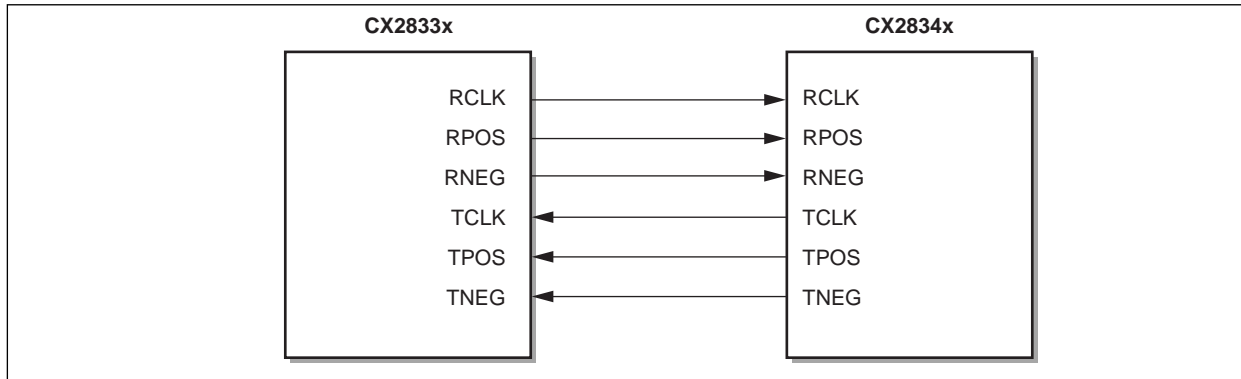 CX2833x CX2834x
RCLK RCLK
RPOS RPOS
RNEG RNEG
TCLK TCLK
TPOS TPOS
TNEG TNEG